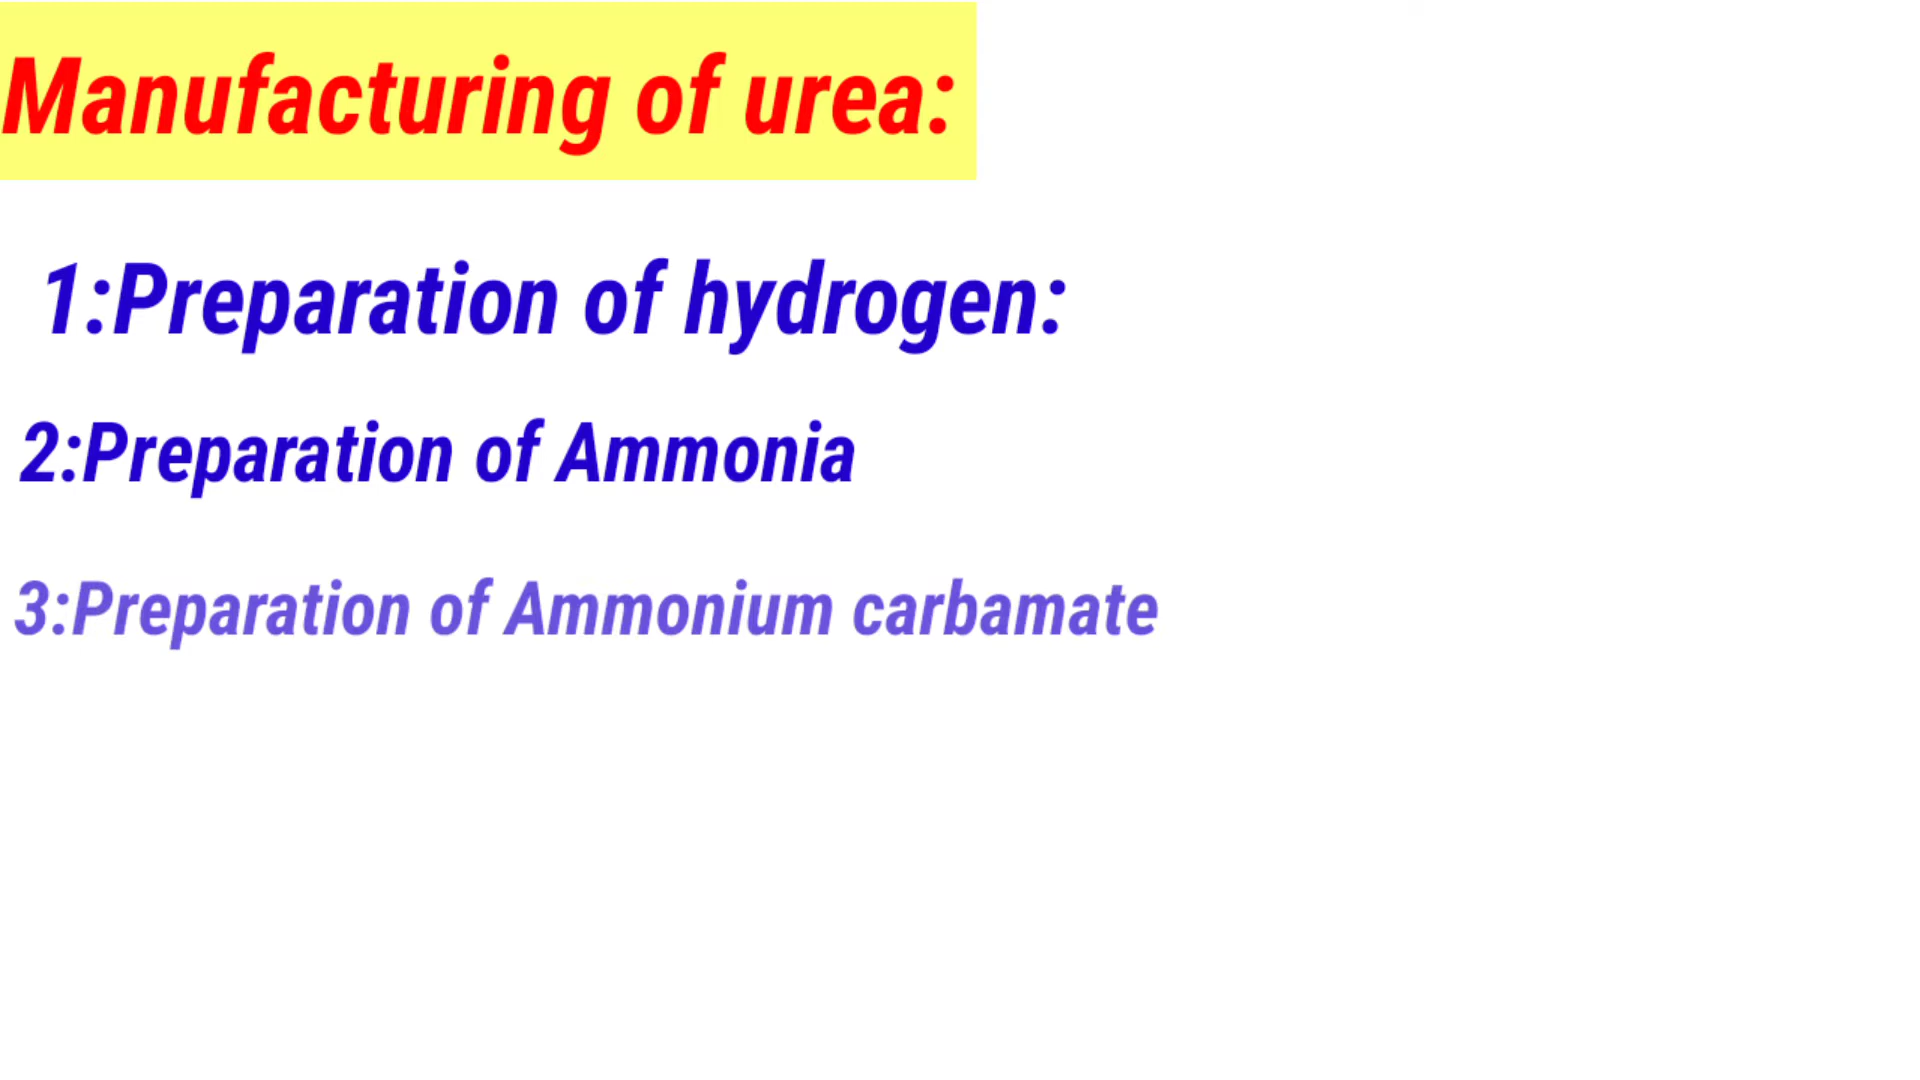 Manufacturing of urea:
1:Preparation of hydrogen:
2:Preparation of Ammonia
3:Preparation of Ammonium carbamate